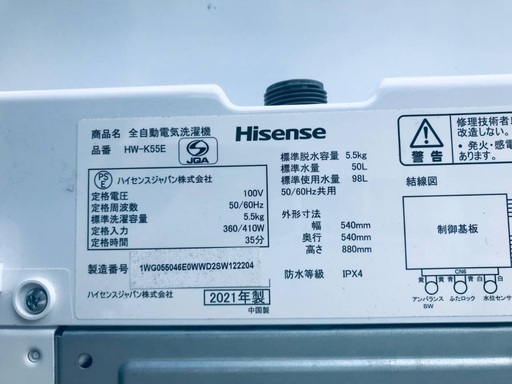 商品名 全自動電気洗濯機
品番 HW-K55E
JQA
Hisense
PS
E
ハイセンスジャパン株式会社
定格電圧 100V
定格周波数 50/60Hz
標準洗濯容量 5.5kg
定格入力 360/410W
定格時間 35分
製造番号 1WG055046E0WWD2SW122204
ハイセンスジャパン株式会社
2021年製
中国製
標準脱水容量 5.5kg
標準水量 50L
標準使用水量 98L
50/60Hz共用
外形寸法
幅 540mm
奥行 540mm
高さ 880mm
防水等級 IPX4
警告
修理技術者
改造しない。
・発火・感電
結線図
制御基板
CN6
青 青 黄 黄
アンバランス
SW
ふたロック
水位センサ